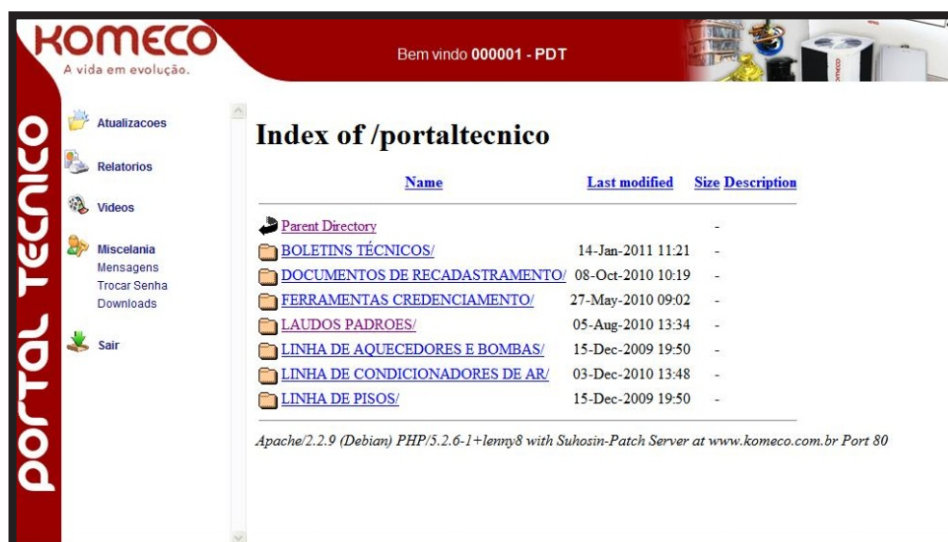 KOMECO
A vida em evolução.
Bem vindo 000001 - PDT
portal tecnico
Atualizacoes
Relatorios
Videos
Miscelania
Mensagens
Trocar Senha
Downloads
Sair
Index of /portaltecnico
Name Last modified Size Description
Parent Directory -
BOLETINS TÉCNICOS/ 14-Jan-2011 11:21 -
DOCUMENTOS DE RECADASTRAMENTO/ 08-Oct-2010 10:19 -
FERRAMENTAS CREDENCIAMENTO/ 27-May-2010 09:02 -
LAUDOS PADROES/ 05-Aug-2010 13:34 -
LINHA DE AQUECEDORES E BOMBAS/ 15-Dec-2009 19:50 -
LINHA DE CONDICIONADORES DE AR/ 03-Dec-2010 13:48 -
LINHA DE PISOS/ 15-Dec-2009 19:50 -
Apache/2.2.9 (Debian) PHP/5.2.6-1+lenny8 with Suhosin-Patch Server at www.komeco.com.br Port 80